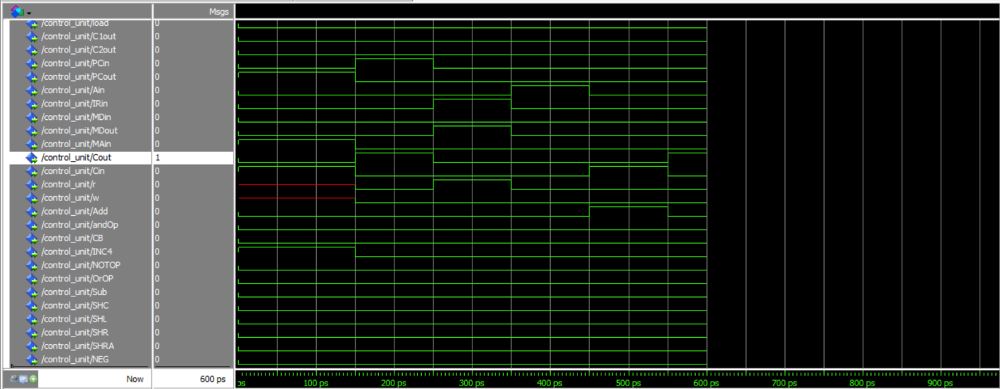 Msgs
/control_unit/load 0
/control_unit/C1out 0
/control_unit/C2out 0
/control_unit/PCin 0
/control_unit/PCout 0
/control_unit/Ain 0
/control_unit/IRin 0
/control_unit/MDin 0
/control_unit/MDout 0
/control_unit/MAin 0
/control_unit/Cout 1
/control_unit/Cin 0
/control_unit/r 0
/control_unit/w 0
/control_unit/Add 0
/control_unit/andOp 0
/control_unit/CB 0
/control_unit/INC4 0
/control_unit/NOTOP 0
/control_unit/OrOP 0
/control_unit/Sub 0
/control_unit/SHC 0
/control_unit/SHL 0
/control_unit/SHR 0
/control_unit/SHRA 0
/control_unit/NEG 0
Now 600 ps ps 100 ps 200 ps 300 ps 400 ps 500 ps 600 ps 700 ps 800 ps 900 ps